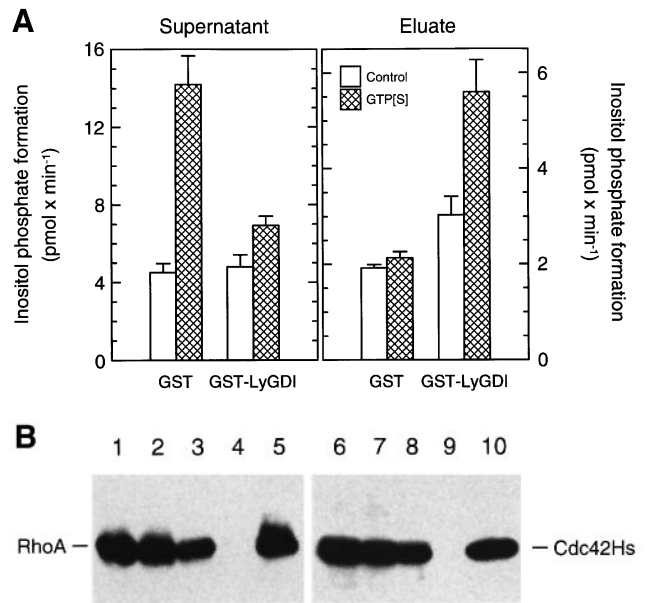 A
Supernatant
Eluate
Inositol phosphate formation
(pmol x min-1)
16
12
8
4
0
Control
GTP[S]
6
4
2
0
Inositol phosphate formation
(pmol x min-1)
GST
GST-LyGDI
GST
GST-LyGDI
B
1 2 3 4 5
6 7 8 9 10
RhoA
Cdc42Hs